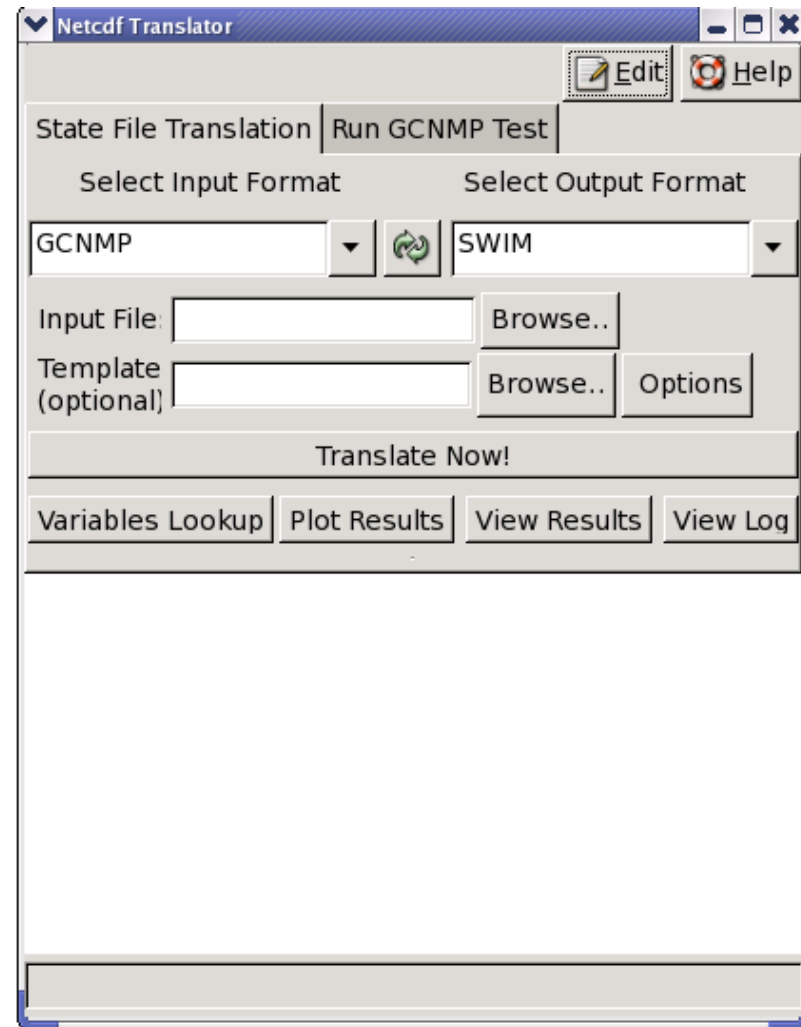 Netcdf Translator
Edit Help
State File Translation Run GCNMP Test
Select Input Format Select Output Format
GCNMP SWIM
Input File: Browse..
Template
(optional) Browse.. Options
Translate Now!
Variables Lookup Plot Results View Results View Log